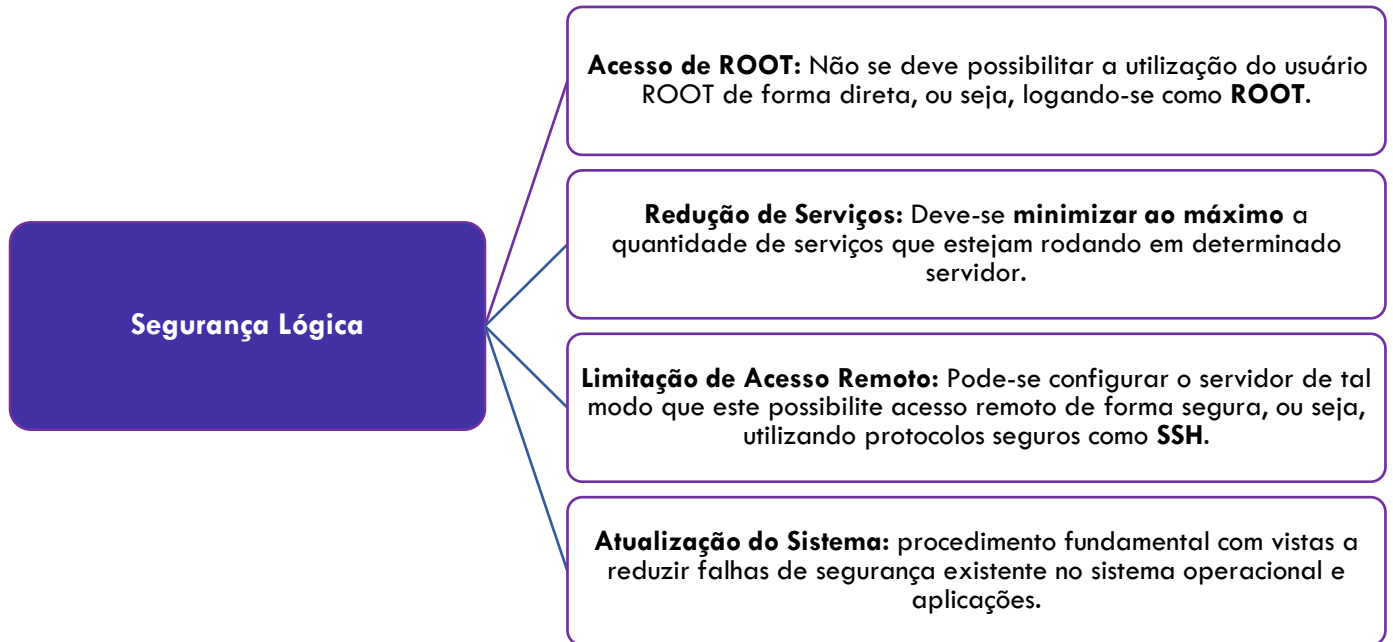 Segurança Lógica
Acesso de ROOT: Não se deve possibilitar a utilização do usuário
ROOT de forma direta, ou seja, logando-se como ROOT.
Redução de Serviços: Deve-se minimizar ao máximo a
quantidade de serviços que estejam rodando em determinado
servidor.
Limitação de Acesso Remoto: Pode-se configurar o servidor de tal
modo que este possibilite acesso remoto de forma segura, ou seja,
utilizando protocolos seguros como SSH.
Atualização do Sistema: procedimento fundamental com vistas a
reduzir falhas de segurança existente no sistema operacional e
aplicações.